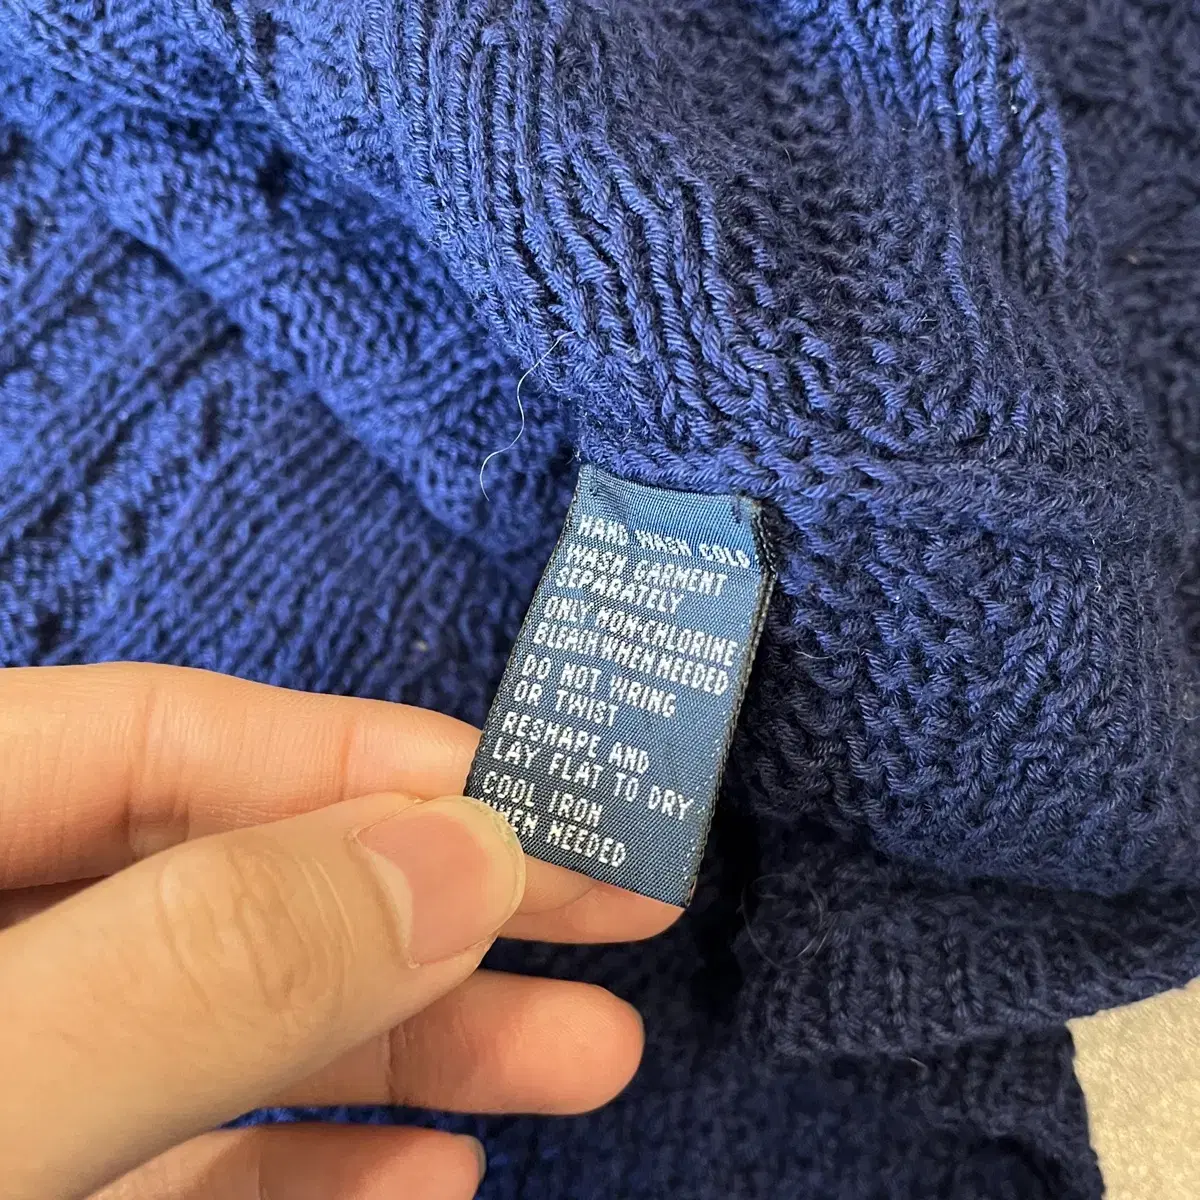 HAND WASH COLD
WASH GARMENT
SEPARATELY
ONLY NON-CHLORINE
BLEACH WHEN NEEDED
DO NOT WRING
OR TWIST
RESHAPE AND
LAY FLAT TO DRY
COOL IRON
WHEN NEEDED